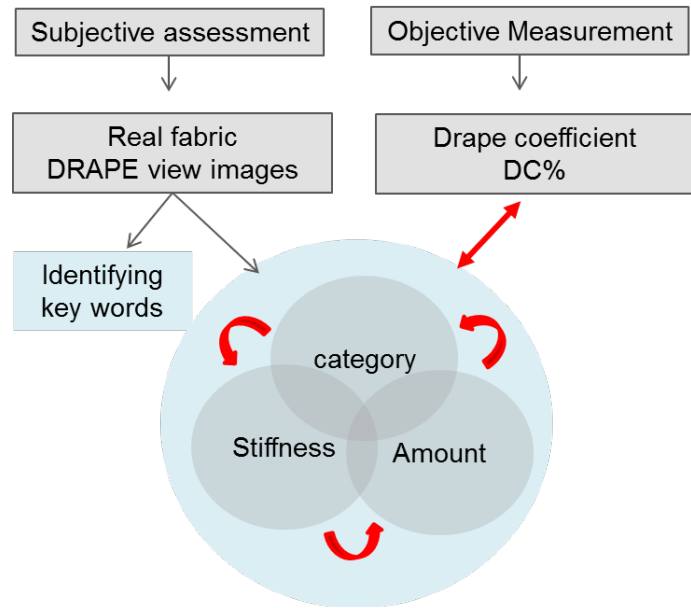 Subjective assessment
Objective Measurement
Real fabric
DRAPE view images
Drape coefficient
DC%
Identifying
key words
category
Stiffness
Amount